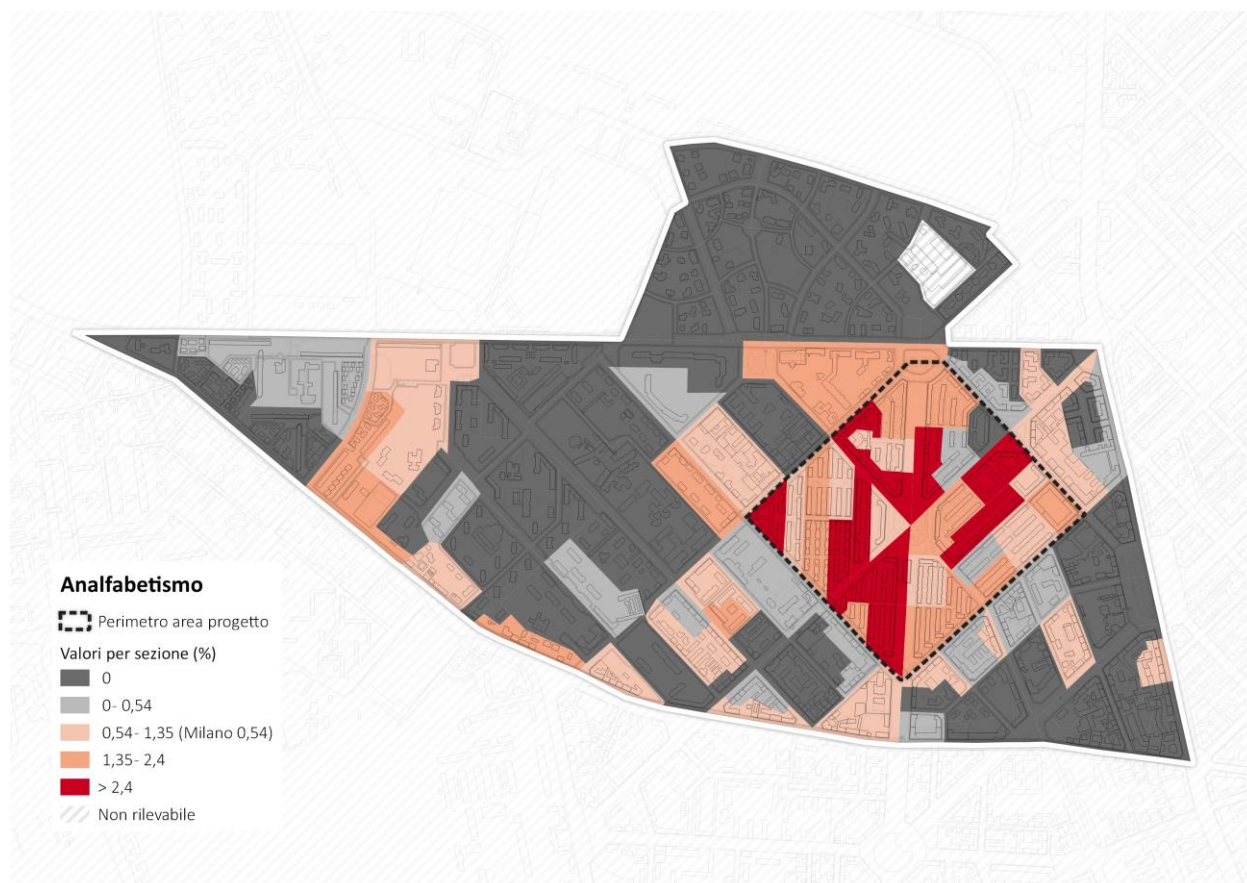 Analfabetismo
Perimetro area progetto
Valori per sezione (%)
0
0- 0,54
0,54- 1,35 (Milano 0,54)
1,35- 2,4
> 2,4
Non rilevabile